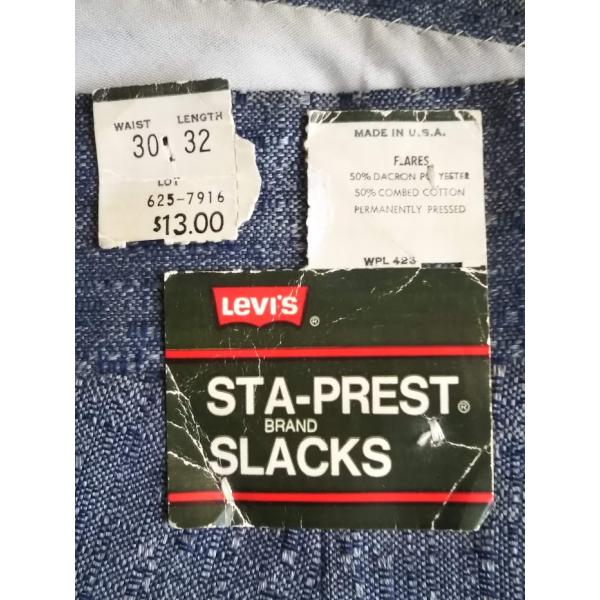 WAIST LENGTH
30 32
LOT
625-7916
$13.00
MADE IN U.S.A.
FLARES
50% DACRON POLYESTER
50% COMBED COTTON
PERMANENTLY PRESSED
WPL 423
LEVI'S ®
STA-PREST®
BRAND
SLACKS